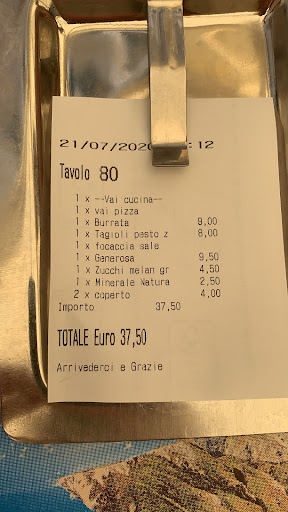 21/07/2020 :12
Tavolo 80
1 x --Vai cucina--
1 x vai pizza
1 x Burrata 9,00
1 x Tagioli pesto z 8,00
1 x focaccia sale
1 x Generosa 9,50
1 x Zucchi melan gr 4,50
1 x Minerale Natura 2,50
2 x coperto 4,00
Importo 37,50
TOTALE Euro 37,50
Arrivederci e Grazie